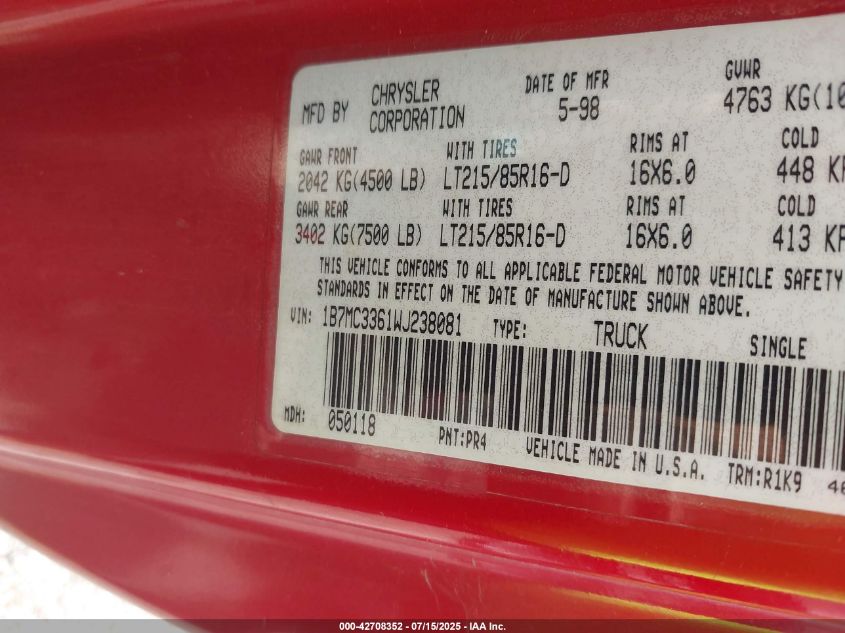 MFD BY CHRYSLER CORPORATION DATE OF MFR 5-98 GVWR 4763 KG(10
GAWR FRONT WITH TIRES RIMS AT COLD
2042 KG(4500 LB) LT215/85R16-D 16X6.0 448 KP
GAWR REAR WITH TIRES RIMS AT COLD
3402 KG(7500 LB) LT215/85R16-D 16X6.0 413 KP
THIS VEHICLE CONFORMS TO ALL APPLICABLE FEDERAL MOTOR VEHICLE SAFETY
STANDARDS IN EFFECT ON THE DATE OF MANUFACTURE SHOWN ABOVE.
VIN: 1B7MC3361WJ238081 TYPE: TRUCK SINGLE
MDH: 050118 PNT:PR4 VEHICLE MADE IN U.S.A. TRM:R1K9
000-42708352 - 07/15/2025 - IAA Inc.